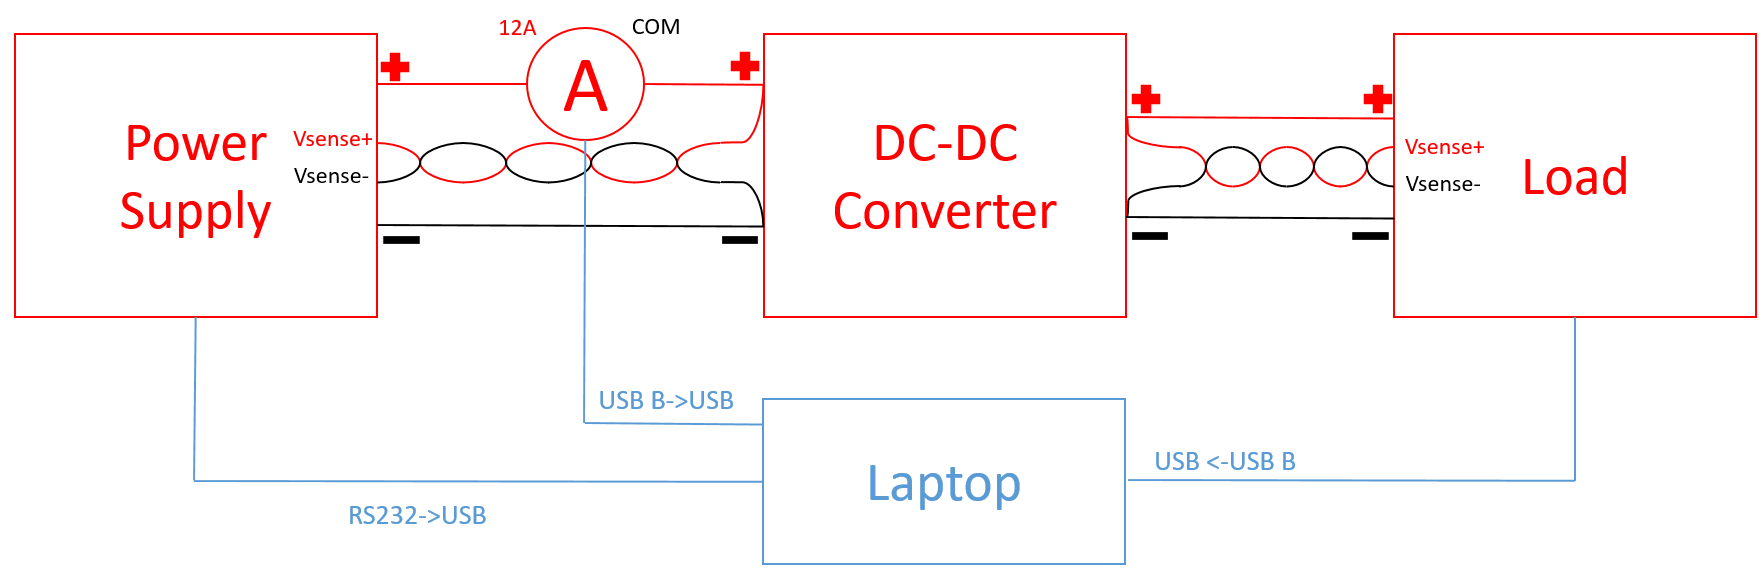 12A
COM
A
Power
Supply
Vsense+
Vsense-
DC-DC
Converter
Vsense+
Vsense-
Load
USB B->USB
Laptop
USB <-USB B
RS232->USB